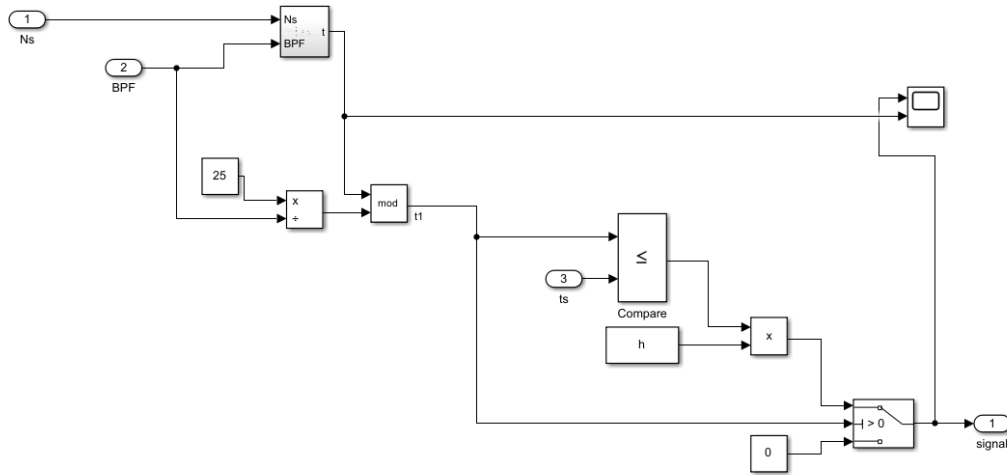 1
Ns
Ns
BPF
t
2
BPF
25
x
÷
mod
t1
≤
Compare
3
ts
h
x
> 0
0
1
signal